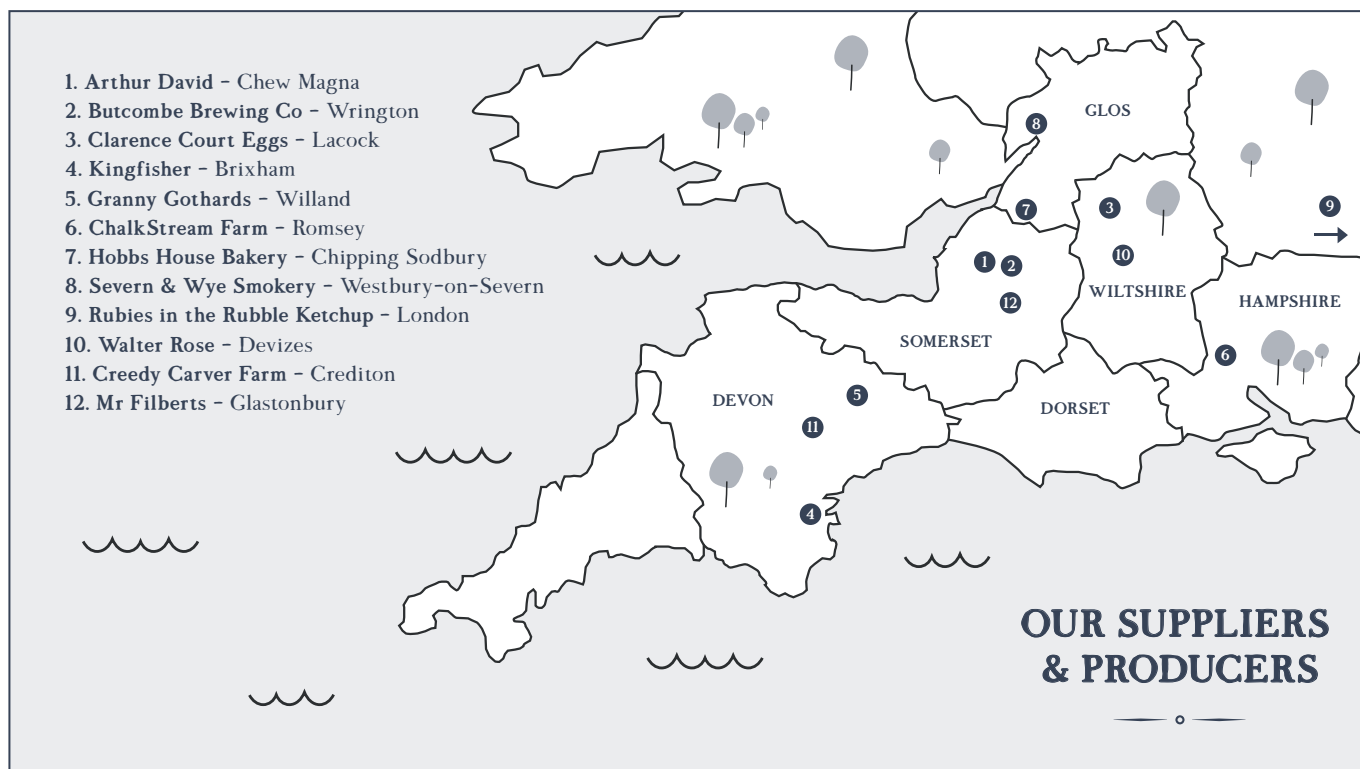 1. Arthur David – Chew Magna
2. Butcombe Brewing Co – Wrington
3. Clarence Court Eggs – Lacock
4. Kingfisher – Brixham
5. Granny Gothards – Willand
6. ChalkStream Farm – Romsey
7. Hobbs House Bakery – Chipping Sodbury
8. Severn & Wye Smokery – Westbury-on-Severn
9. Rubies in the Rubble Ketchup – London
10. Walter Rose – Devizes
11. Creedy Carver Farm – Crediton
12. Mr Filberts – Glastonbury
GLOS
8
3
9
7
10
1
2
WILTSHIRE
12
HAMPSHIRE
SOMERSET
6
DEVON
5
DORSET
11
4
OUR SUPPLIERS
& PRODUCERS